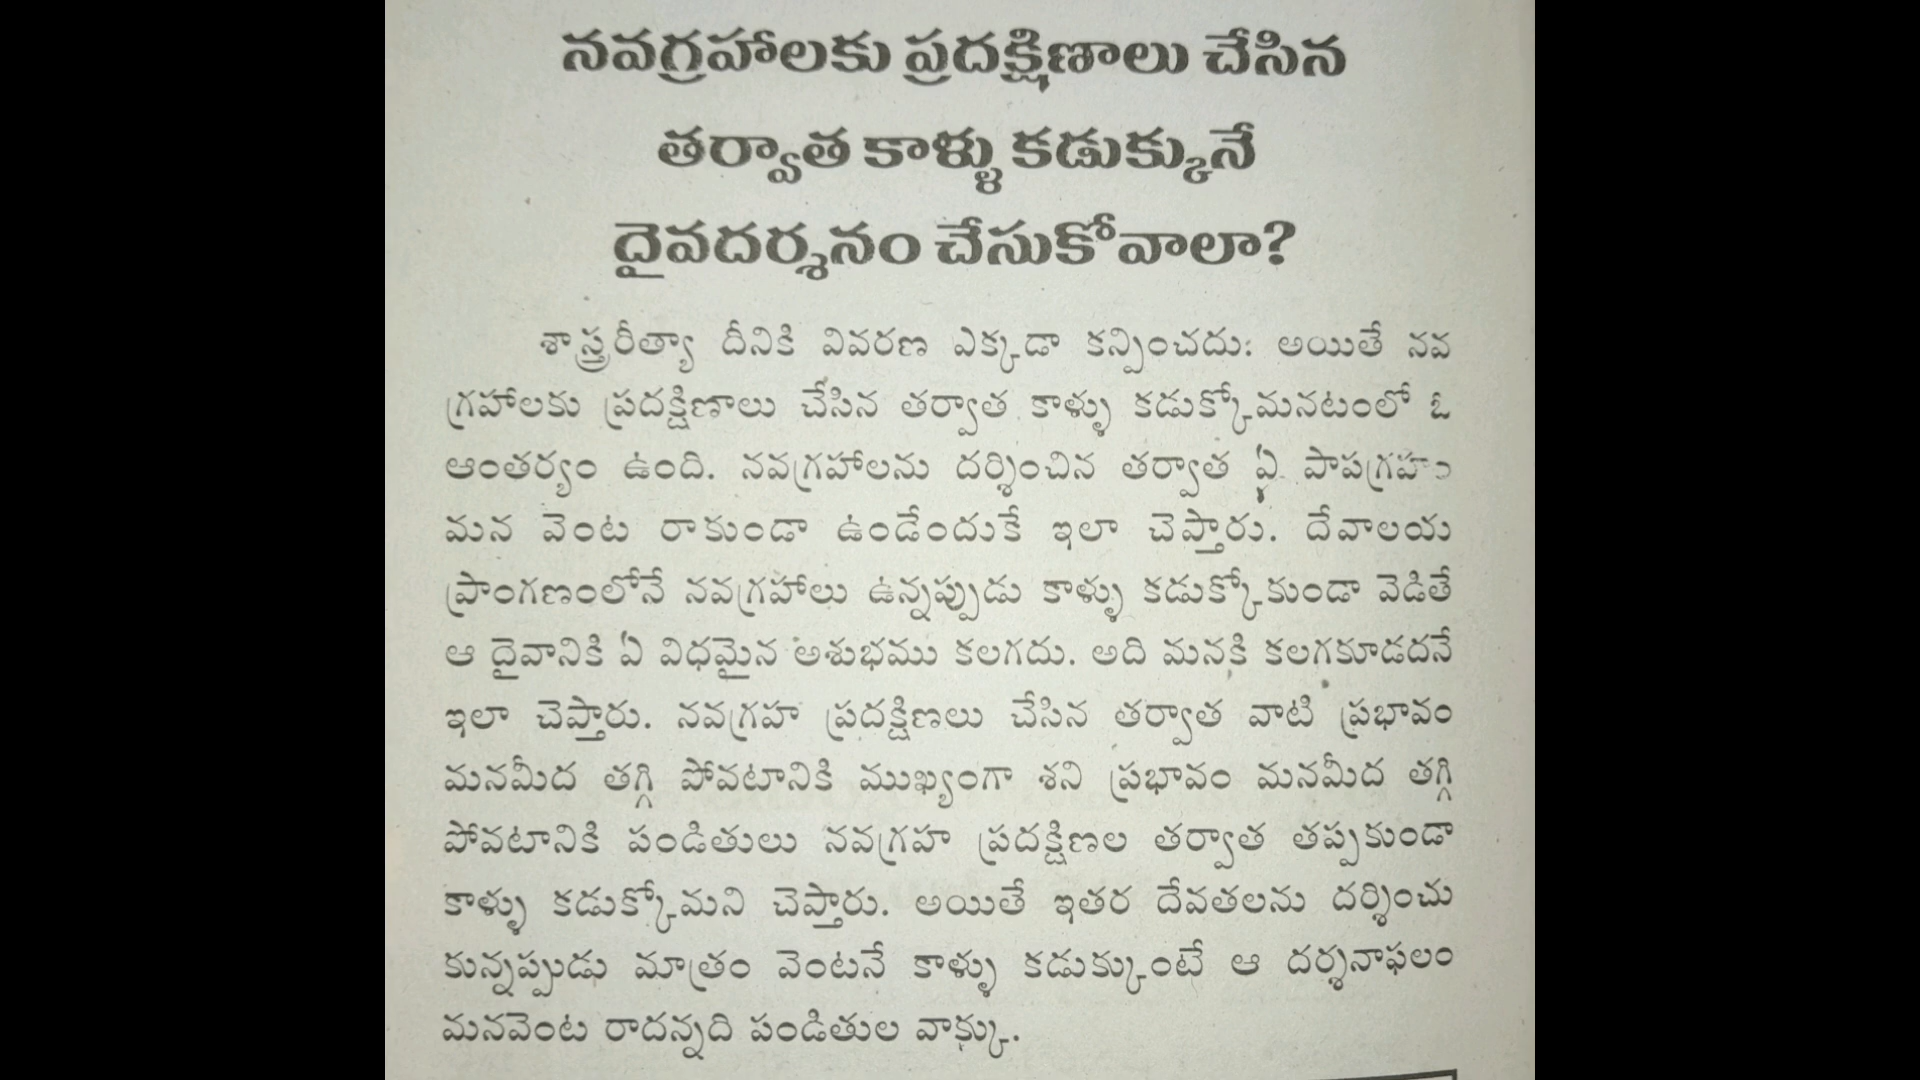 నవగ్రహాలకు ప్రదక్షిణాలు చేసిన
తర్వాత కాళ్ళు కడుక్కునే
దైవదర్శనం చేసుకోవాలా?
శాస్త్రరీత్యా దీనికి వివరణ ఎక్కడా కన్పించదు: అయితే నవ
గ్రహాలకు ప్రదక్షిణాలు చేసిన తర్వాత కాళ్ళు కడుక్కోమనటంలో ఓ
ఆంతర్యం ఉంది. నవగ్రహాలను దర్శించిన తర్వాత ఏ పాపగ్రహం
మన వెంట రాకుండా ఉండేందుకే ఇలా చెప్తారు. దేవాలయ
ప్రాంగణంలోనే నవగ్రహాలు ఉన్నప్పుడు కాళ్ళు కడుక్కోకుండా వెడితే
ఆ దైవానికి ఏ విధమైన అశుభము కలగదు. అది మనకి కలగకూడదనే
ఇలా చెప్తారు. నవగ్రహ ప్రదక్షిణలు చేసిన తర్వాత వాటి ప్రభావం
మనమీద తగ్గి పోవటానికి ముఖ్యంగా శని ప్రభావం మనమీద తగ్గి
పోవటానికి పండితులు నవగ్రహ ప్రదక్షిణల తర్వాత తప్పకుండా
కాళ్ళు కడుక్కోమని చెప్తారు. అయితే ఇతర దేవతలను దర్శించు
కున్నప్పుడు మాత్రం వెంటనే కాళ్ళు కడుక్కుంటే ఆ దర్శనాఫలం
మనవెంట రాదన్నది పండితుల వాక్కు.